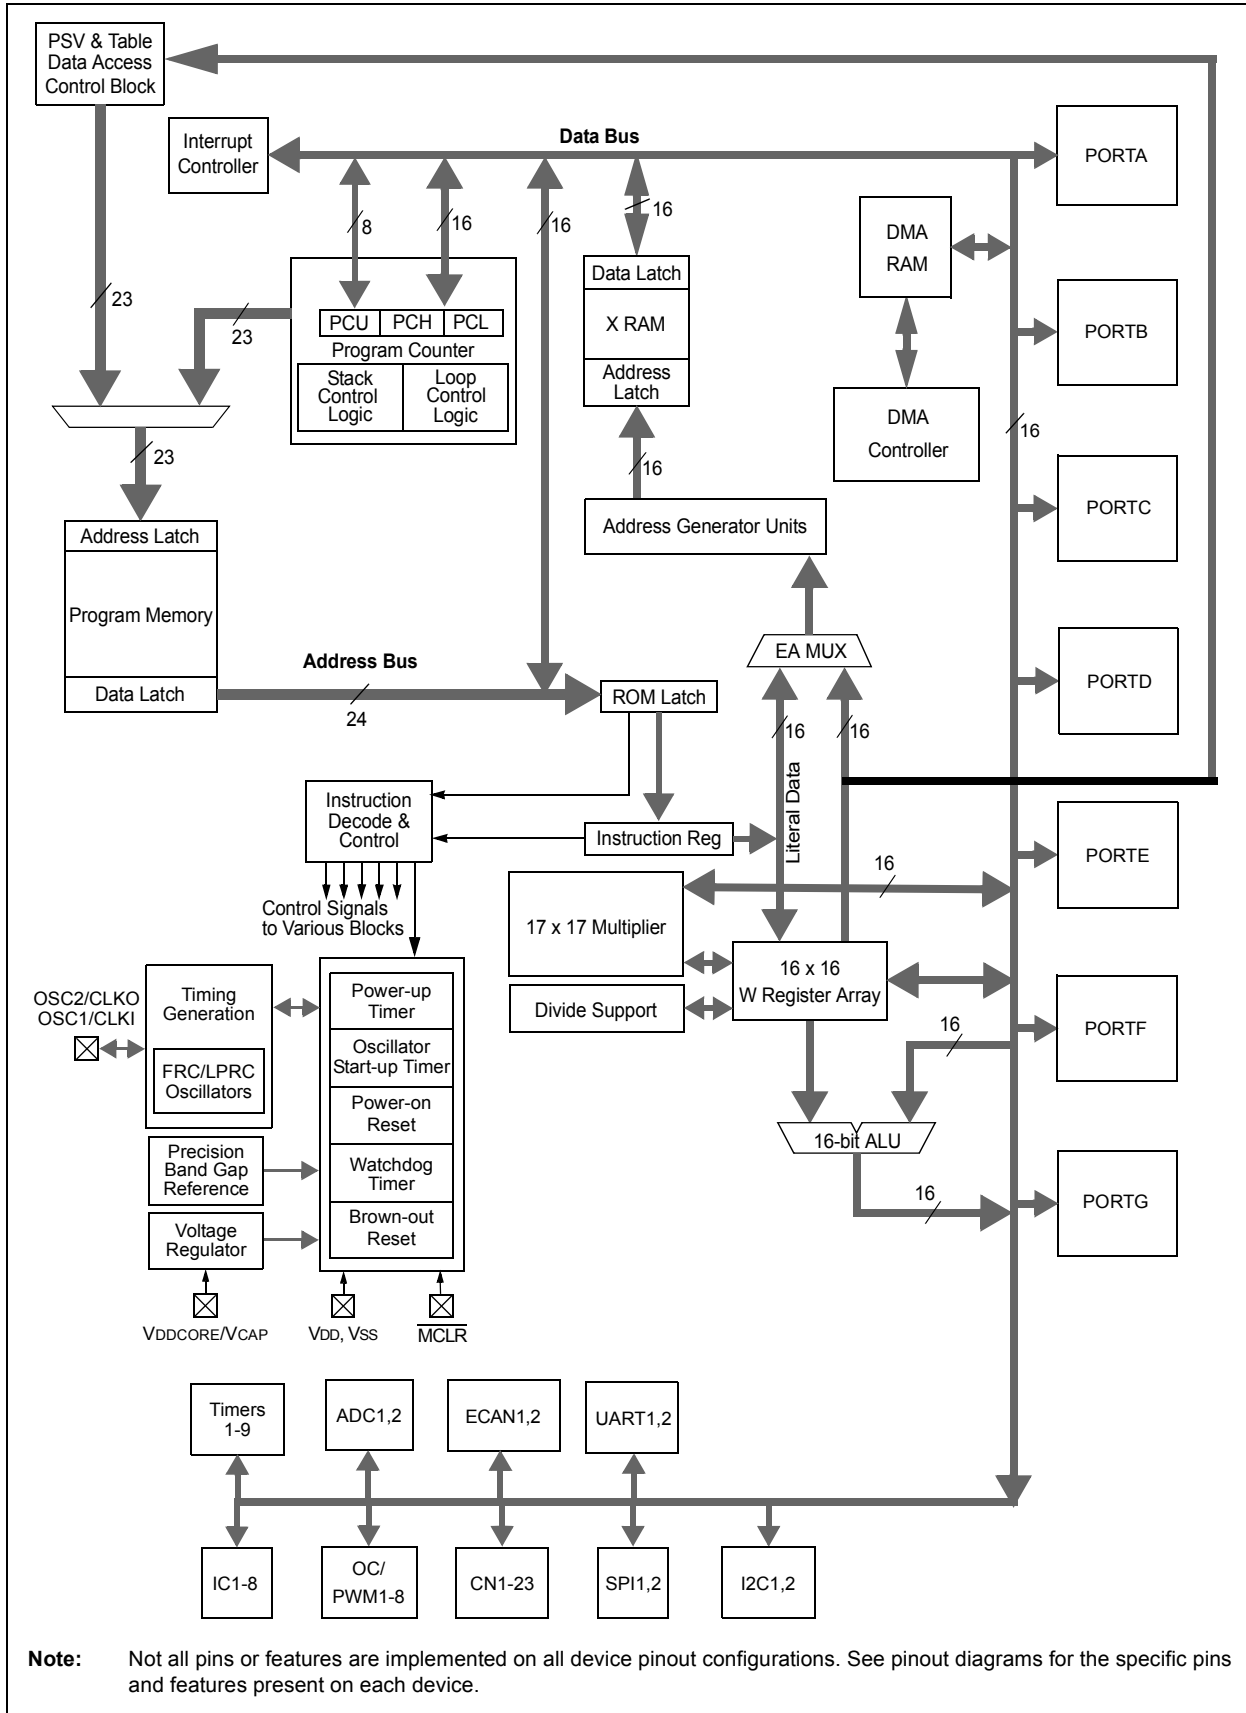 PSV & Table
Data Access
Control Block
Interrupt
Controller
Data Bus
PORTA
8
16
16
16
DMA
RAM
Data Latch
X RAM
Address
Latch
23
23
PCU PCH PCL
Program Counter
Stack
Control
Logic
Loop
Control
Logic
PORTB
DMA
Controller
16
23
16
PORTC
Address Latch
Program Memory
Data Latch
Address Generator Units
EA MUX
PORTD
Address Bus
24
ROM Latch
16
16
Literal Data
Instruction
Decode &
Control
Instruction Reg
PORTE
16
Control Signals
to Various Blocks
17 x 17 Multiplier
16 x 16
W Register Array
Divide Support
OSC2/CLKO
OSC1/CLKI
Timing
Generation
FRC/LPRC
Oscillators
Power-up
Timer
Oscillator
Start-up Timer
Power-on
Reset
Watchdog
Timer
Brown-out
Reset
PORTF
16
16-bit ALU
Precision
Band Gap
Reference
Voltage
Regulator
16
PORTG
VDDCORE/VCAP
VDD, VSS
MCLR
Timers
1-9
ADC1,2
ECAN1,2
UART1,2
IC1-8
OC/
PWM1-8
CN1-23
SPI1,2
I2C1,2
Note: Not all pins or features are implemented on all device pinout configurations. See pinout diagrams for the specific pins
and features present on each device.